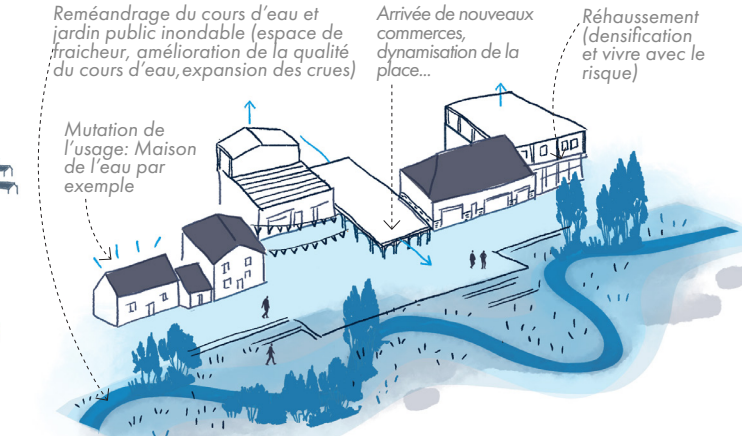 Reméandrage du cours d’eau et
jardin public inondable (espace de
fraicheur, amélioration de la qualité
du cours d’eau,expansion des crues)
Arrivée de nouveaux
commerces,
dynamisation de la
place...
Réhaussement
(densification
et vivre avec le
risque)
Mutation de
l’usage: Maison
de l’eau par
exemple